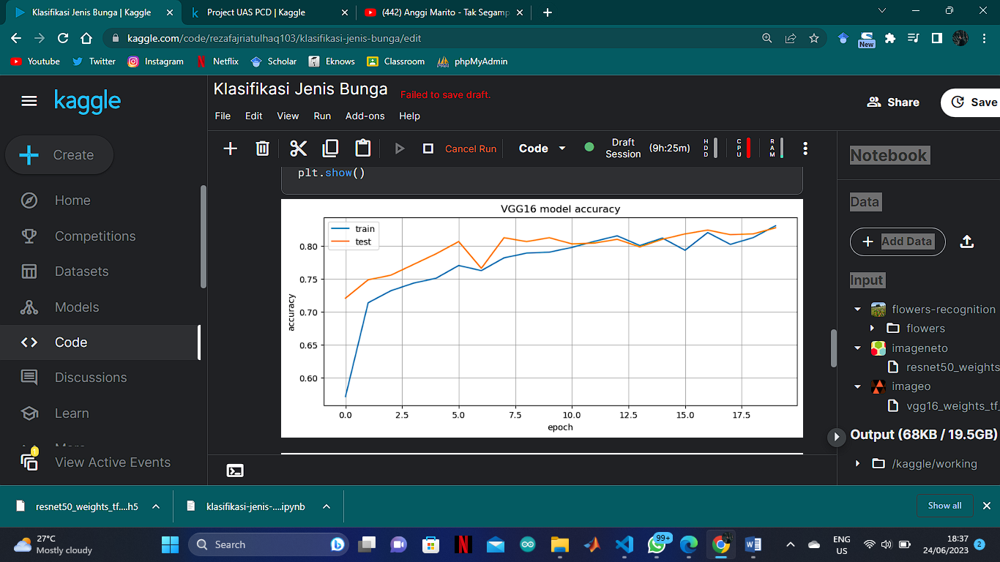 Klasifikasi Jenis Bunga | Kaggle
Project UAS PCD | Kaggle
(442) Anggi Marito - Tak Segamp
kaggle.com/code/rezafajriatulhaq103/klasifikasi-jenis-bunga/edit
New
Youtube
Twitter
Instagram
Netflix
Scholar
Eknows
Classroom
phpMyAdmin
kaggle
Create
Home
Competitions
Datasets
Models
Code
Discussions
Learn
More
1
View Active Events
Klasifikasi Jenis Bunga
Failed to save draft.
Share
Save
File Edit View Run Add-ons Help
Cancel Run
Code
Draft
Session
(9h:25m)
HDD
CPU
RAM
plt.show()
VGG16 model accuracy
train
test
accuracy
0.80
0.75
0.70
0.65
0.60
0.0 2.5 5.0 7.5 10.0 12.5 15.0 17.5
epoch
Notebook
Data
Add Data
Input
flowers-recognition
flowers
imageneto
resnet50_weights
imageo
vgg16_weights_tf_
Output (68KB / 19.5GB)
/kaggle/working
resnet50_weights_tf....h5
klasifikasi-jenis-....ipynb
Show all
27°C
Mostly cloudy
Search
99+
ENG
US
18:37
24/06/2023
2